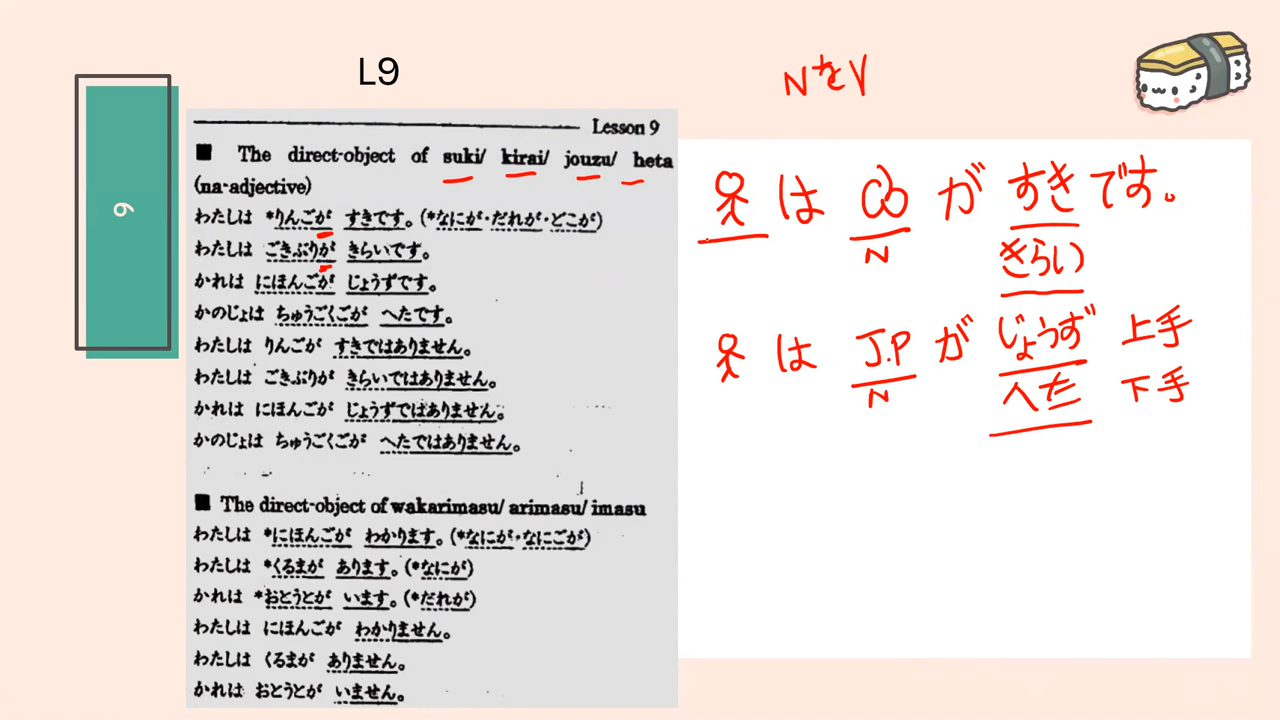 L9
NをV
9
Lesson 9
■ The direct-object of suki/ kirai/ jouzu/ heta
(na-adjective)
わたしは *りんごが すきです。(*なにが・だれが・どこが)
わたしは ごきぶりが きらいです。
かれは にほんごが じょうずです。
かのじょは ちゅうごくごが へたです。
わたしは りんごが すきではありません。
わたしは ごきぶりが きらいではありません。
かれは にほんごが じょうずではありません。
かのじょは ちゅうごくごが へたではありません。
■ The direct-object of wakarimasu/ arimasu/ imasu
わたしは *にほんごが わかります。(*なにが・なにごが)
わたしは *くるまが あります。(*なにが)
かれは *おとうとが います。(*だれが)
わたしは にほんごが わかりません。
わたしは くるまが ありません。
かれは おとうとが いません。
は が すきです。
N きらい
は J.P が じょうず 上手
N へた 下手